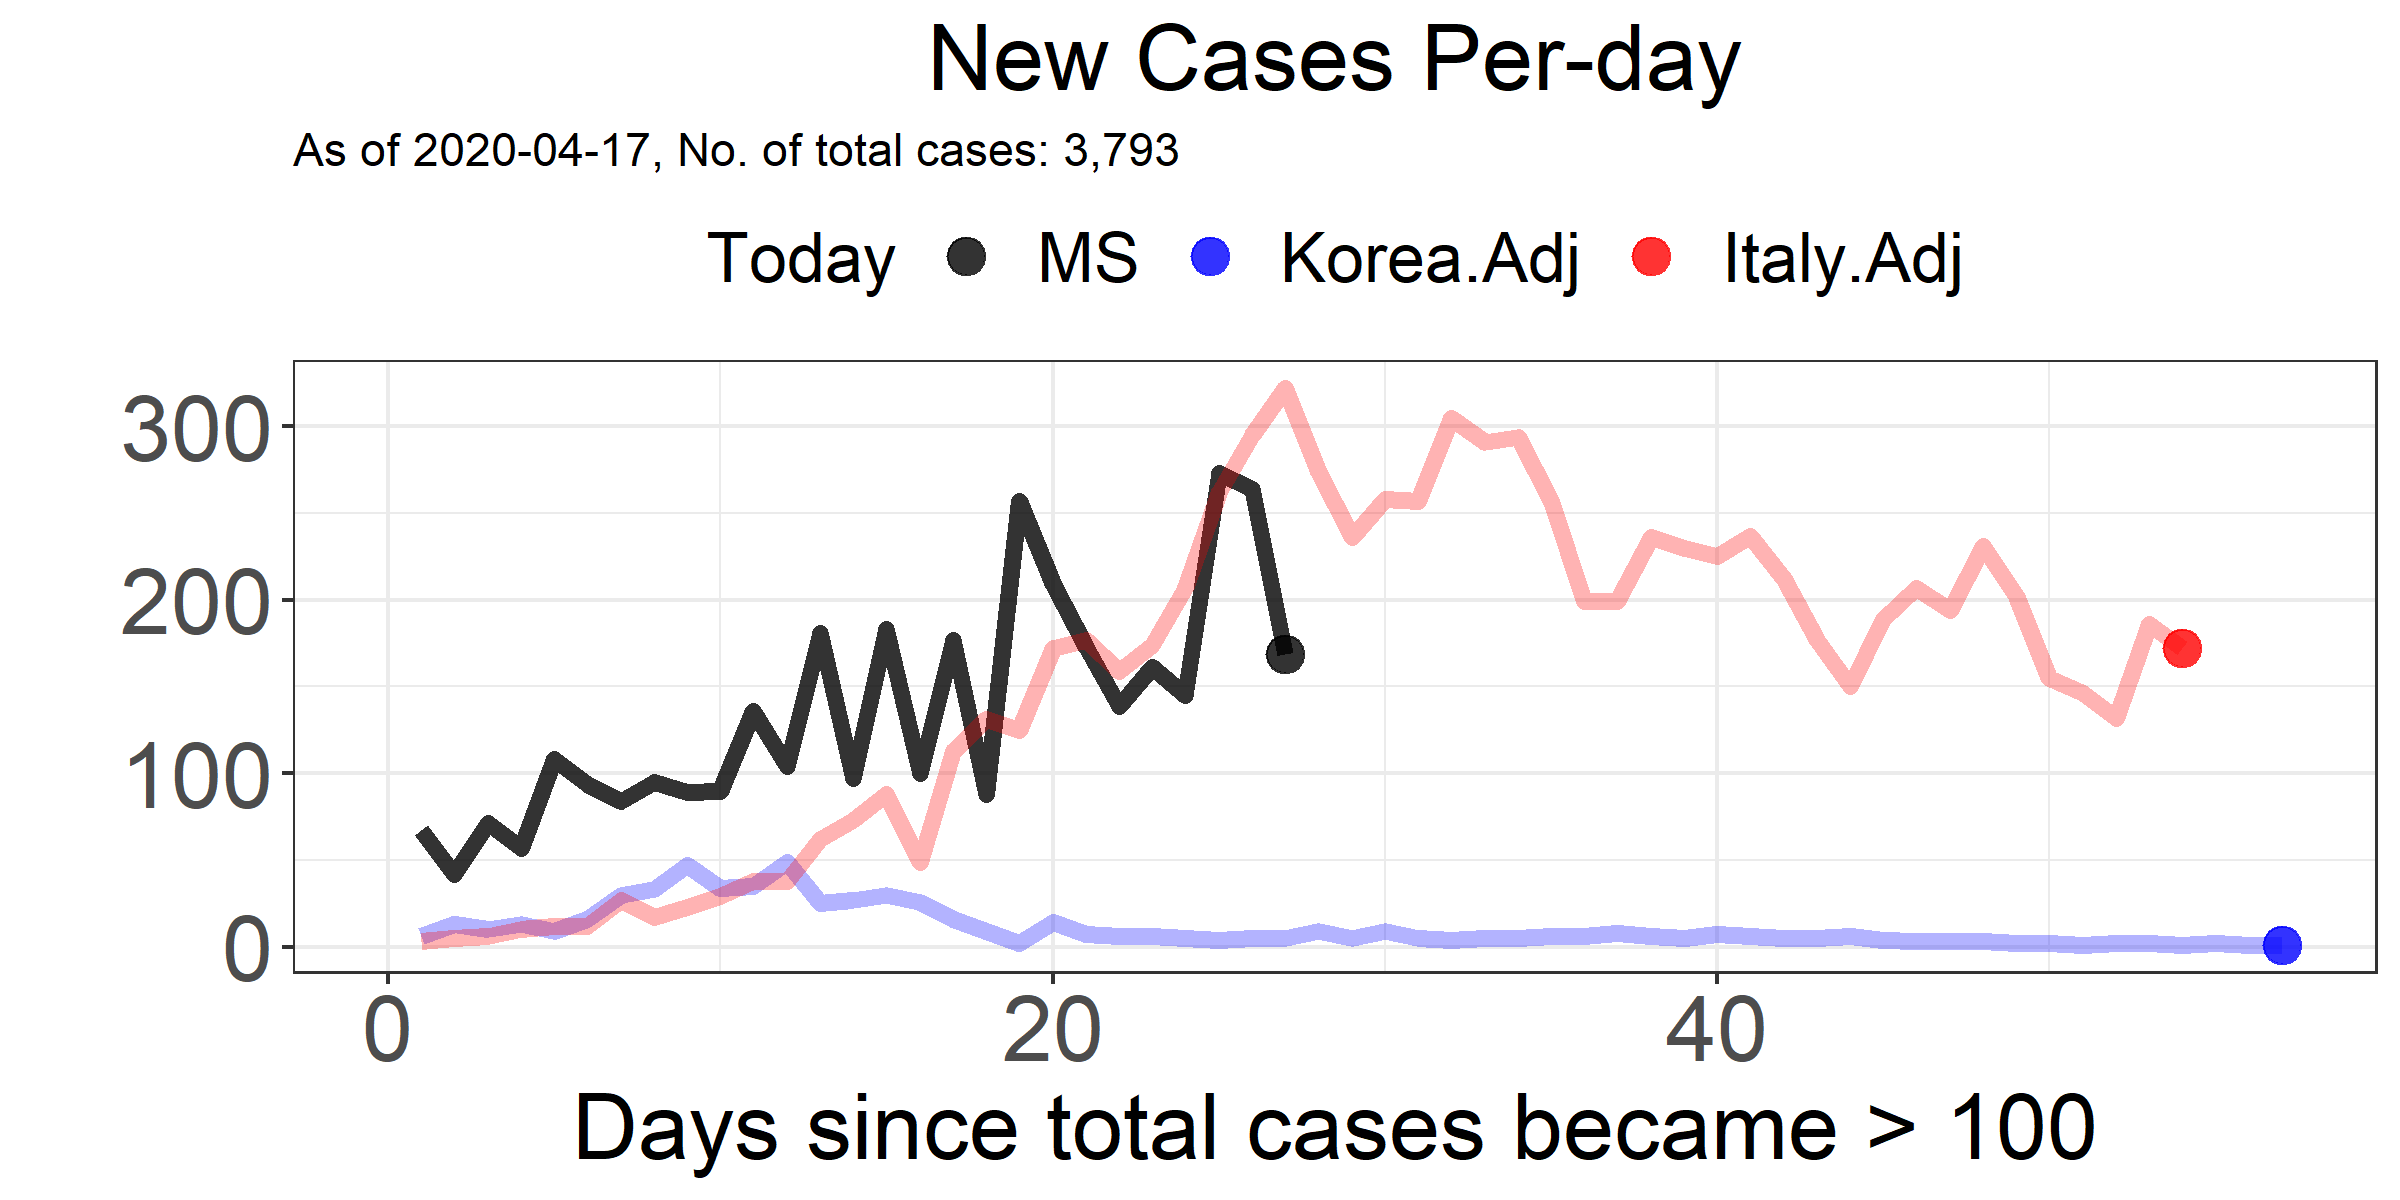 New Cases Per-day
As of 2020-04-17, No. of total cases: 3,793
Today MS Korea.Adj Italy.Adj
300
200
100
0
0 20 40
Days since total cases became > 100